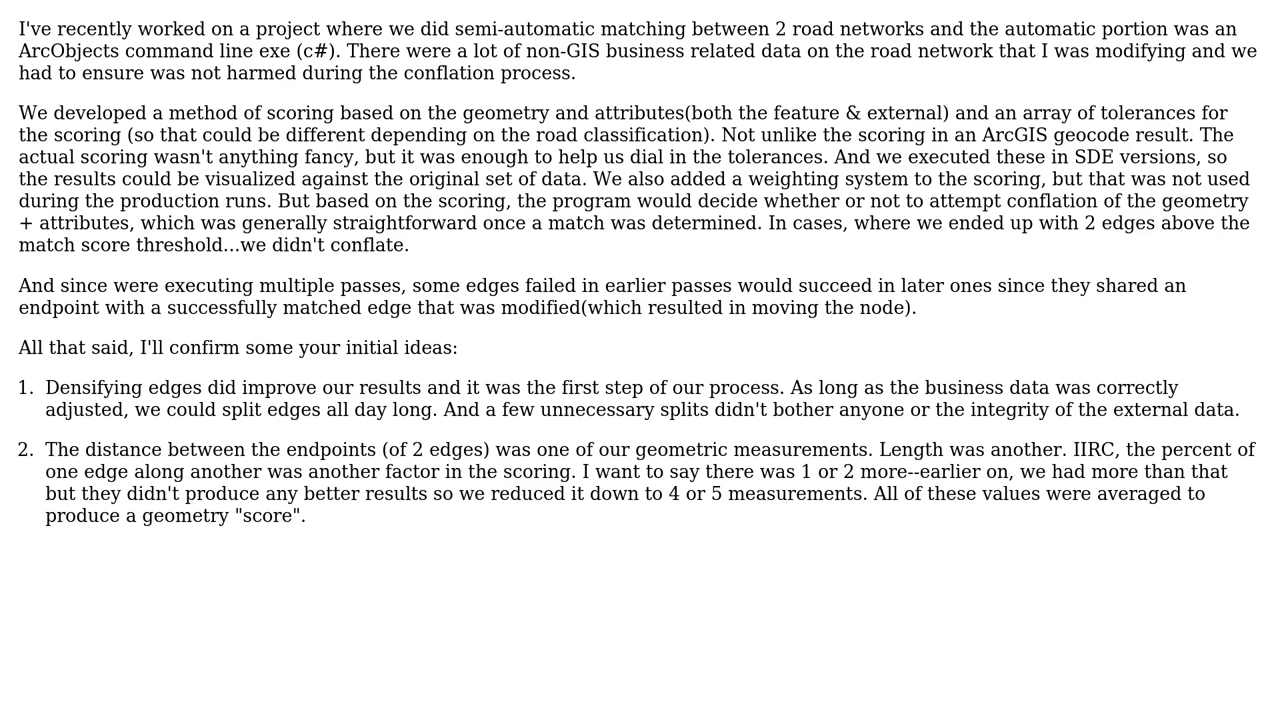 I've recently worked on a project where we did semi-automatic matching between 2 road networks and the automatic portion was an
ArcObjects command line exe (c#). There were a lot of non-GIS business related data on the road network that I was modifying and we
had to ensure was not harmed during the conflation process.
We developed a method of scoring based on the geometry and attributes(both the feature & external) and an array of tolerances for
the scoring (so that could be different depending on the road classification). Not unlike the scoring in an ArcGIS geocode result. The
actual scoring wasn't anything fancy, but it was enough to help us dial in the tolerances. And we executed these in SDE versions, so
the results could be visualized against the original set of data. We also added a weighting system to the scoring, but that was not used
during the production runs. But based on the scoring, the program would decide whether or not to attempt conflation of the geometry
+ attributes, which was generally straightforward once a match was determined. In cases, where we ended up with 2 edges above the
match score threshold...we didn't conflate.
And since were executing multiple passes, some edges failed in earlier passes would succeed in later ones since they shared an
endpoint with a successfully matched edge that was modified(which resulted in moving the node).
All that said, I'll confirm some your initial ideas:
1. Densifying edges did improve our results and it was the first step of our process. As long as the business data was correctly
adjusted, we could split edges all day long. And a few unnecessary splits didn't bother anyone or the integrity of the external data.
2. The distance between the endpoints (of 2 edges) was one of our geometric measurements. Length was another. IIRC, the percent of
one edge along another was another factor in the scoring. I want to say there was 1 or 2 more--earlier on, we had more than that
but they didn't produce any better results so we reduced it down to 4 or 5 measurements. All of these values were averaged to
produce a geometry "score".